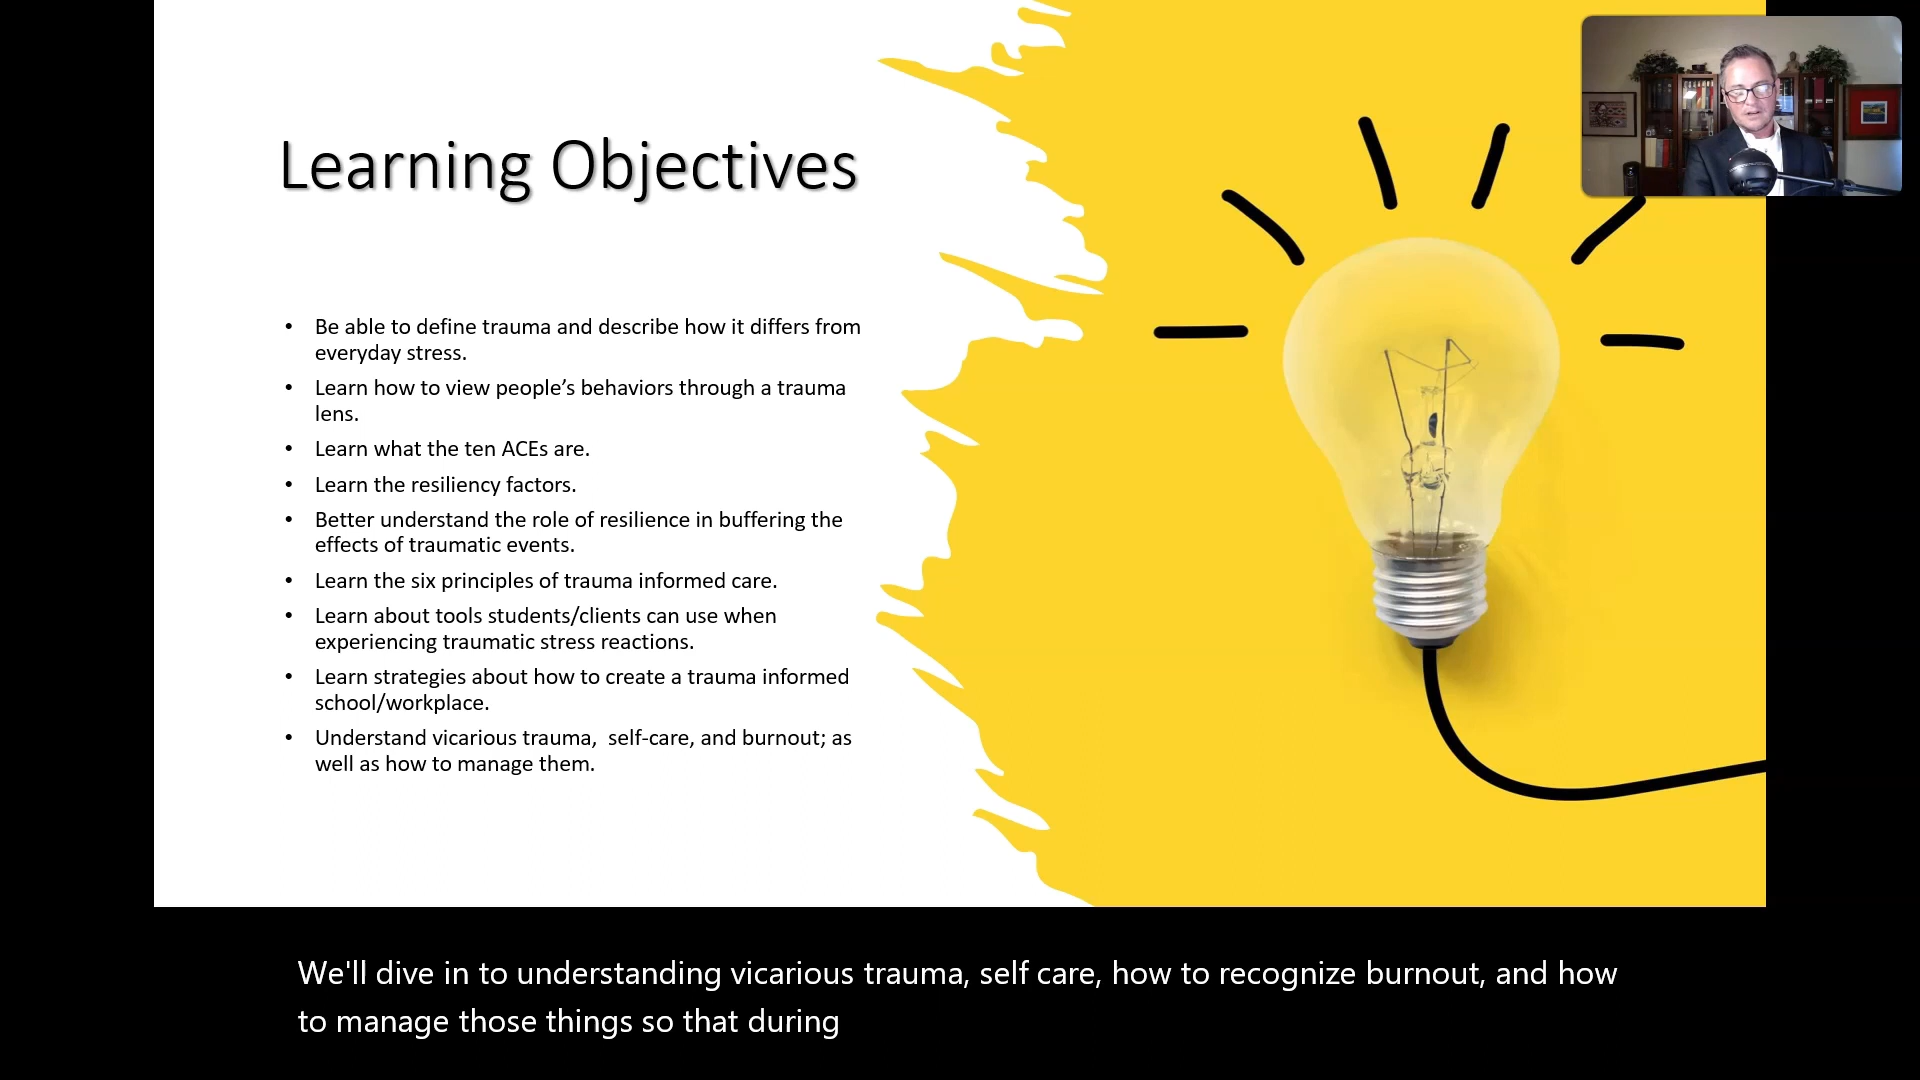 Learning Objectives
• Be able to define trauma and describe how it differs from
everyday stress.
• Learn how to view people’s behaviors through a trauma
lens.
• Learn what the ten ACEs are.
• Learn the resiliency factors.
• Better understand the role of resilience in buffering the
effects of traumatic events.
• Learn the six principles of trauma informed care.
• Learn about tools students/clients can use when
experiencing traumatic stress reactions.
• Learn strategies about how to create a trauma informed
school/workplace.
• Understand vicarious trauma,  self-care, and burnout; as
well as how to manage them.
We'll dive in to understanding vicarious trauma, self care, how to recognize burnout, and how
to manage those things so that during